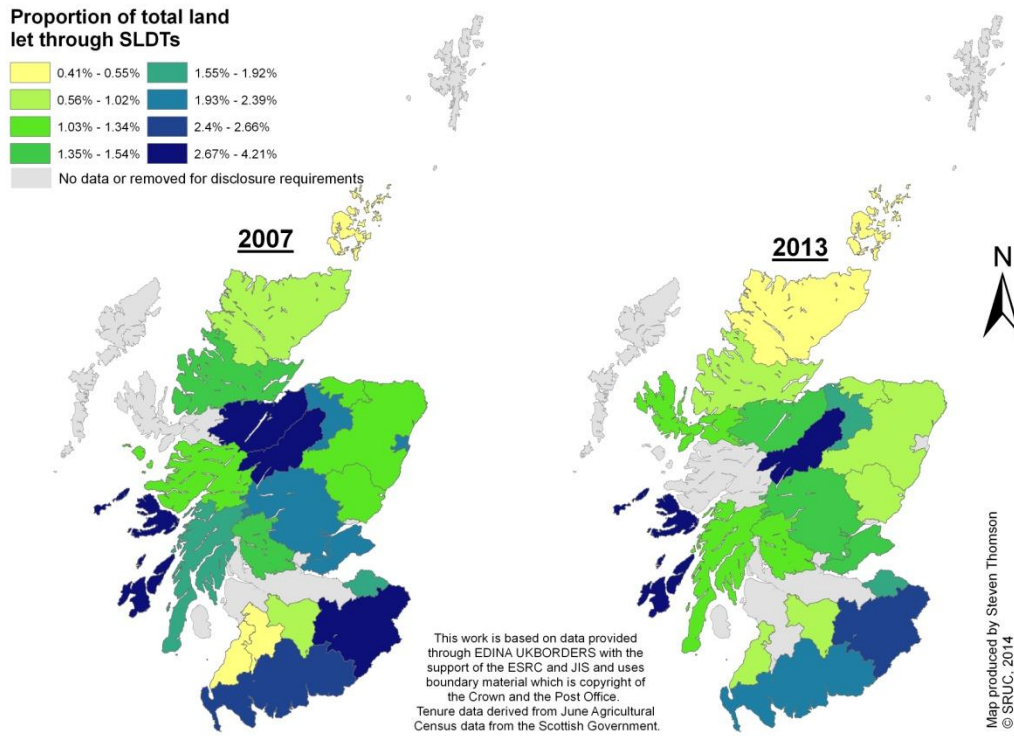 Proportion of total land
let through SLDTs
0.41% - 0.55%
0.56% - 1.02%
1.03% - 1.34%
1.35% - 1.54%
1.55% - 1.92%
1.93% - 2.39%
2.4% - 2.66%
2.67% - 4.21%
No data or removed for disclosure requirements
2007
2013
N
This work is based on data provided
through EDINA UKBORDERS with the
support of the ESRC and JIS and uses
boundary material which is copyright of
the Crown and the Post Office.
Tenure data derived from June Agricultural
Census data from the Scottish Government.
Map produced by Steven Thomson
© SRUC, 2014